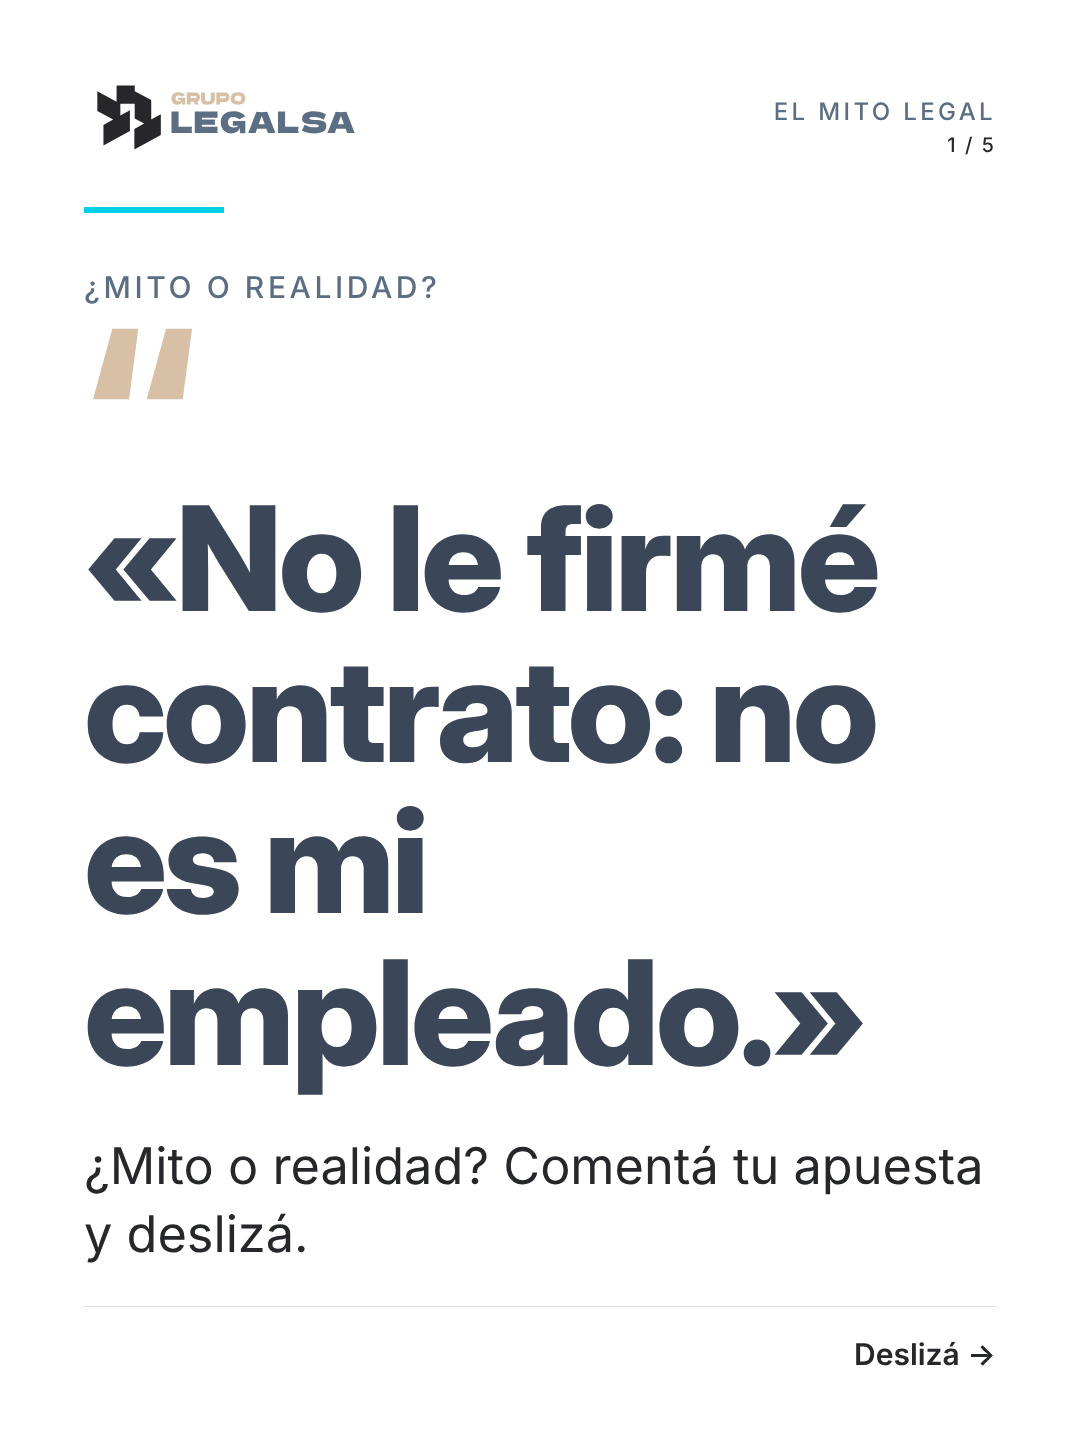 GRUPO
LEGALSA
EL MITO LEGAL
1 / 5
¿MITO O REALIDAD?
"
«No le firmé
contrato: no
es mi
empleado.»
¿Mito o realidad? Comentá tu apuesta
y deslizá.
Deslizá →